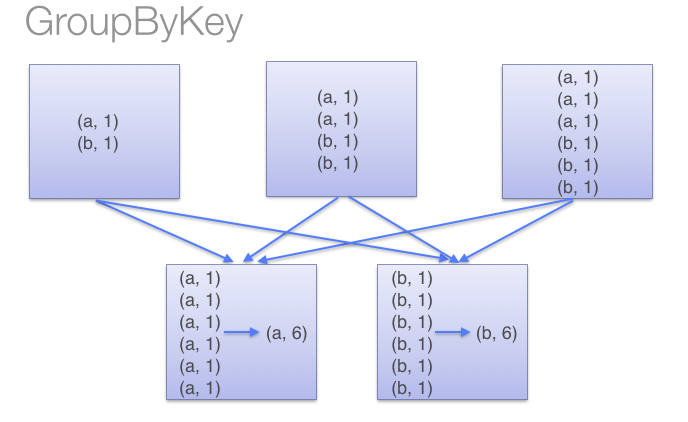 GroupByKey
(a, 1)
(b, 1)
(a, 1)
(a, 1)
(b, 1)
(b, 1)
(a, 1)
(a, 1)
(a, 1)
(b, 1)
(b, 1)
(b, 1)
(a, 1)
(a, 1)
(a, 1)
(a, 1)
(a, 1)
(a, 1)
(a, 6)
(b, 1)
(b, 1)
(b, 1)
(b, 1)
(b, 1)
(b, 1)
(b, 6)